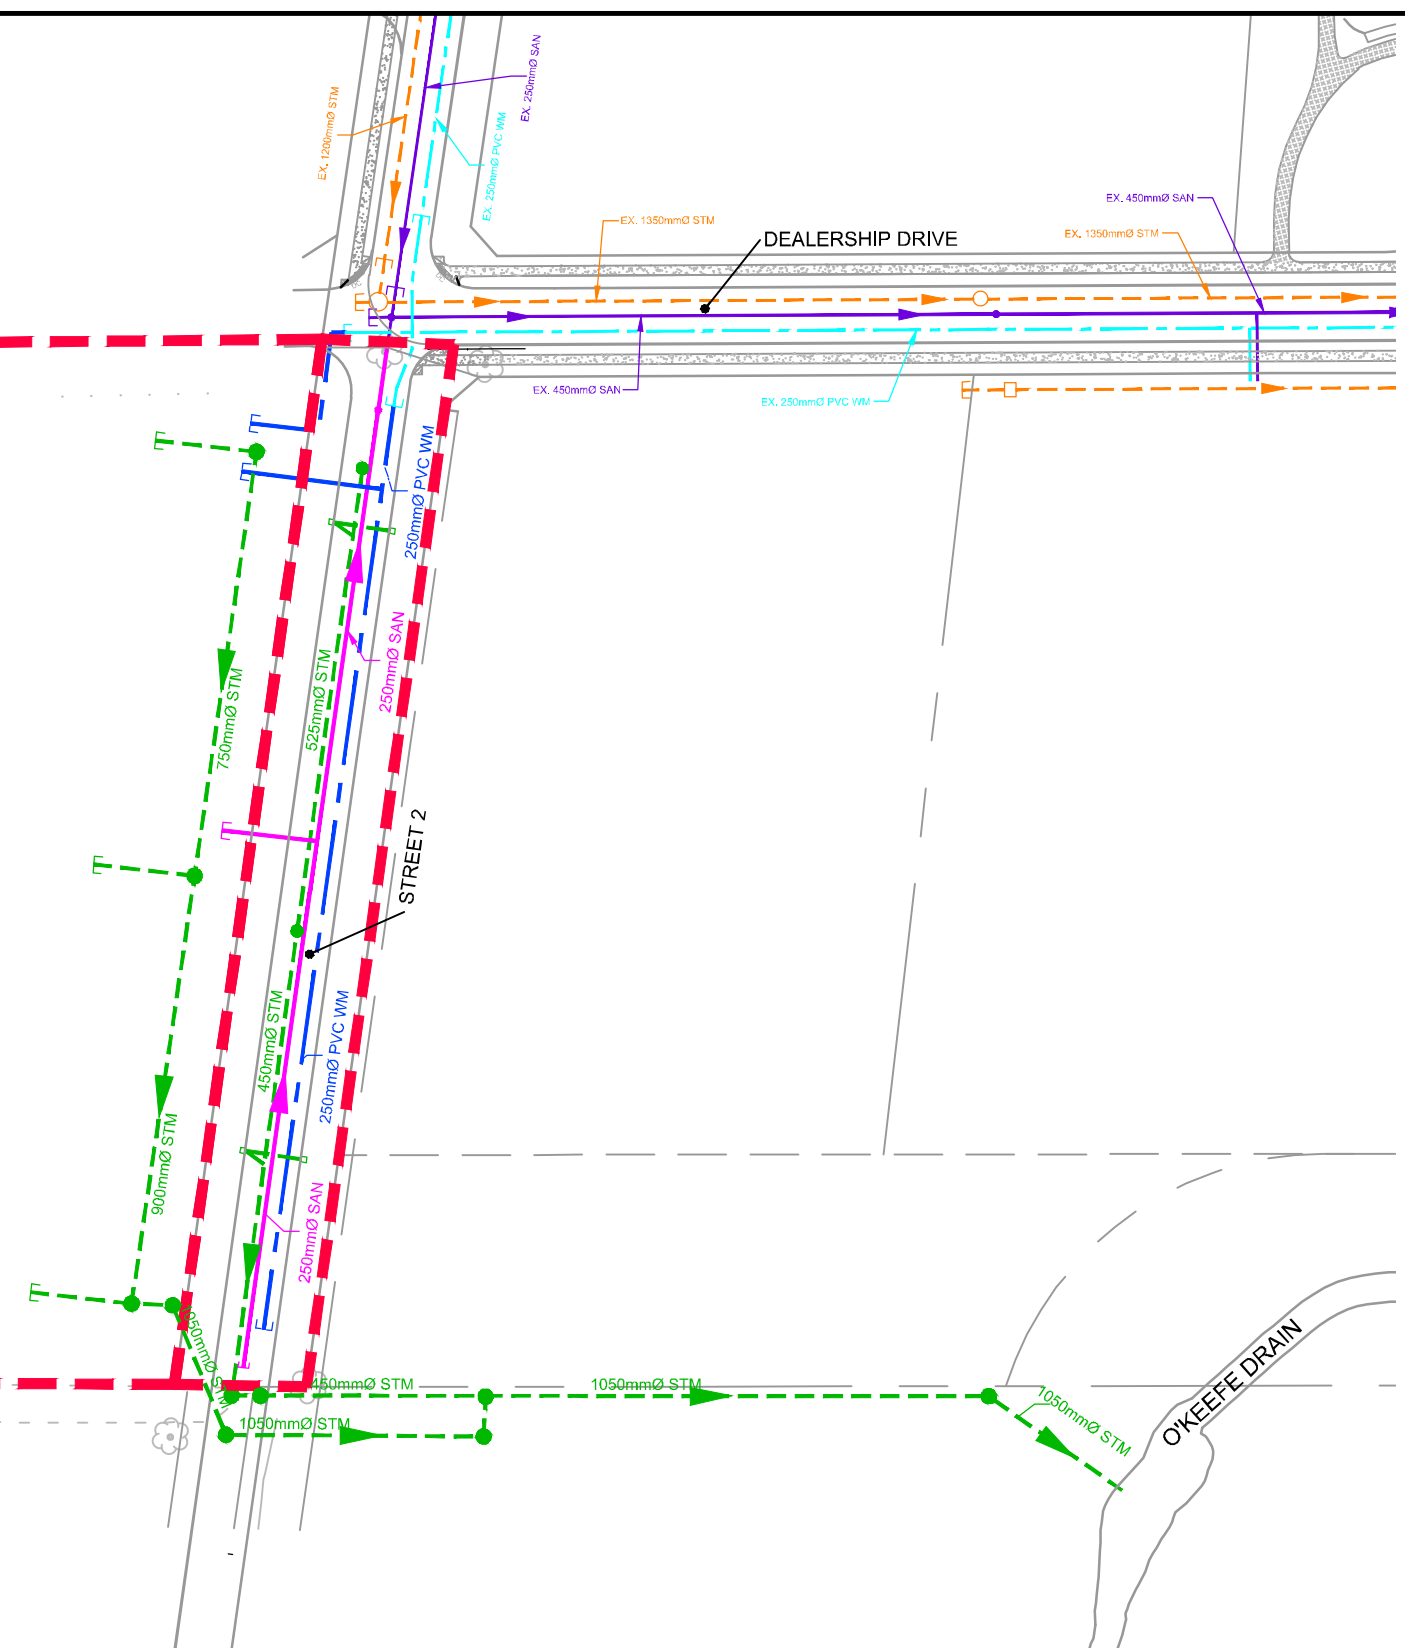 EX. 250mmØ SAN
EX. 1200mmØ STM
EX. 250mmØ PVC WM
EX. 450mmØ SAN
EX. 1350mmØ STM
EX. 1350mmØ STM
DEALERSHIP DRIVE
EX. 450mmØ SAN
EX. 250mmØ PVC WM
250mmØ PVC WM
250mmØ SAN
525mmØ STM
750mmØ STM
STREET 2
450mmØ STM
250mmØ PVC WM
900mmØ STM
250mmØ SAN
1050mmØ STM
450mmØ STM
1050mmØ STM
1050mmØ STM
1050mmØ STM
O'KEEFE DRAIN